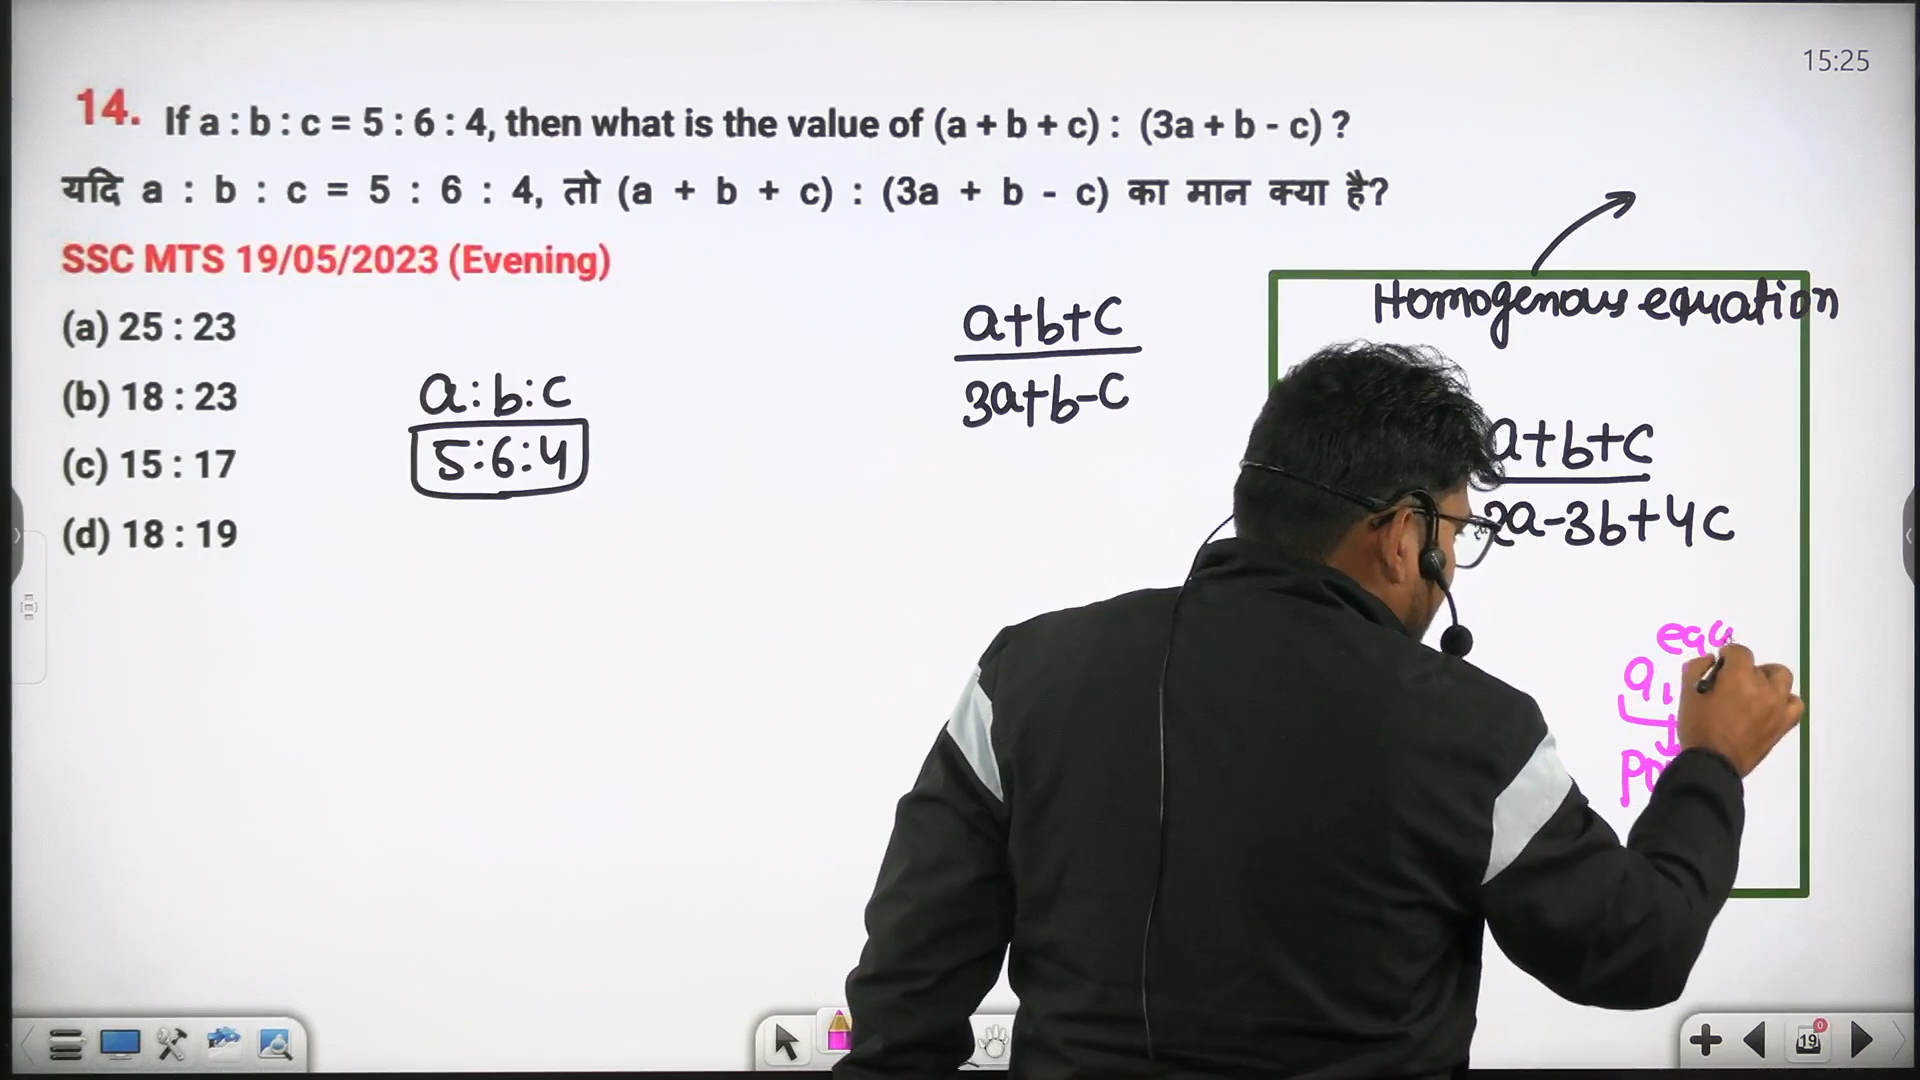 15:25
14. If a : b : c = 5 : 6 : 4, then what is the value of (a + b + c) : (3a + b - c) ?
यदि a : b : c = 5 : 6 : 4, तो (a + b + c) : (3a + b - c) का मान क्या है?
SSC MTS 19/05/2023 (Evening)
(a) 25 : 23
(b) 18 : 23
(c) 15 : 17
(d) 18 : 19
a:b:c
5:6:4
a+b+c
3a+b-c
Homogenous equation
a+b+c
2a-3b+4c
19
0